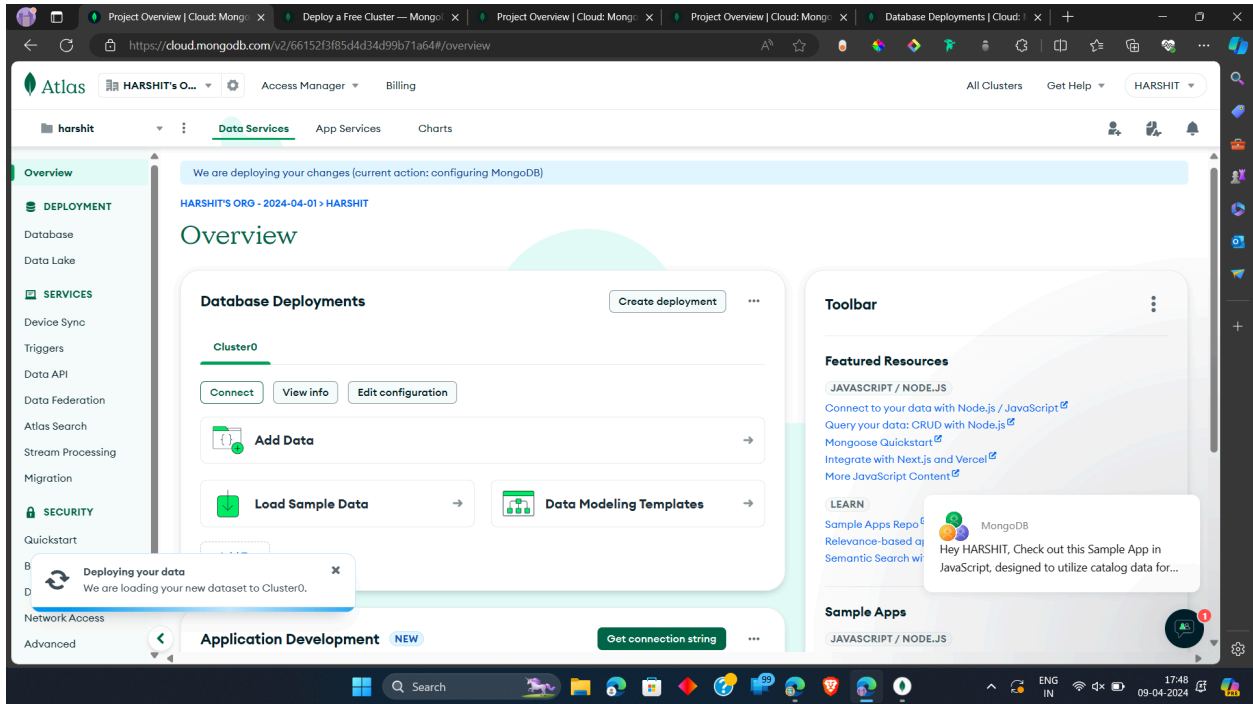 Project Overview | Cloud: Mongo
Deploy a Free Cluster — Mongo
Project Overview | Cloud: Mongo
Project Overview | Cloud: Mongo
Database Deployments | Cloud:
https://cloud.mongodb.com/v2/66152f3f85d4d34d99b71a64#/overview
Atlas
HARSHIT's O...
Access Manager
Billing
All Clusters
Get Help
HARSHIT
harshit
Data Services
App Services
Charts
Overview
DEPLOYMENT
Database
Data Lake
SERVICES
Device Sync
Triggers
Data API
Data Federation
Atlas Search
Stream Processing
Migration
SECURITY
Quickstart
Network Access
Advanced
We are deploying your changes (current action: configuring MongoDB)
HARSHIT'S ORG - 2024-04-01 > HARSHIT
Overview
Database Deployments
Create deployment
Cluster0
Connect
View info
Edit configuration
Add Data
Load Sample Data
Data Modeling Templates
Deploying your data
We are loading your new dataset to Cluster0.
Application Development
NEW
Get connection string
Toolbar
Featured Resources
JAVASCRIPT / NODE.JS
Connect to your data with Node.js / JavaScript
Query your data: CRUD with Node.js
Mongoose Quickstart
Integrate with Next.js and Vercel
More JavaScript Content
LEARN
Sample Apps Repo
Relevance-based
Semantic Search
MongoDB
Hey HARSHIT, Check out this Sample App in
JavaScript, designed to utilize catalog data for...
Sample Apps
JAVASCRIPT / NODE.JS
1
Search
99
ENG
IN
17:48
09-04-2024
PRE